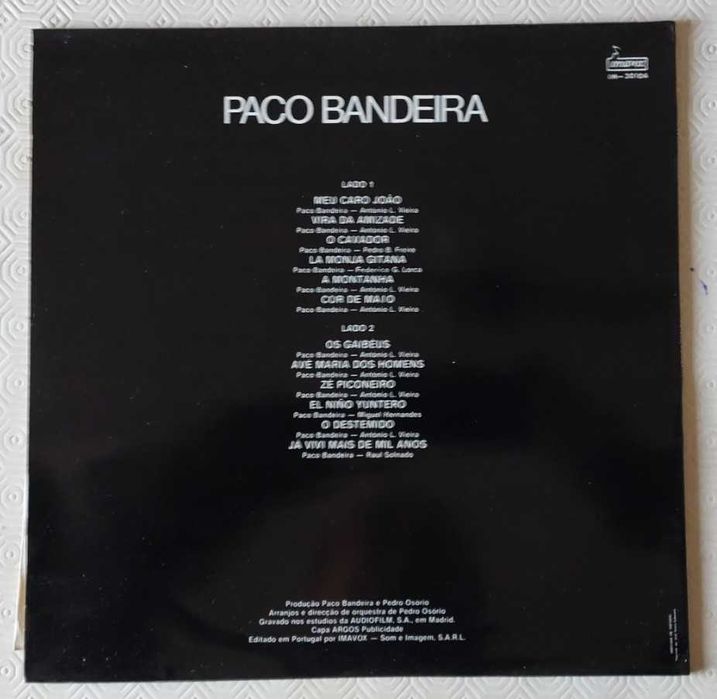 IMAVOX
PACO BANDEIRA
LADO 1
MEU CARO JOÃO
Paco Bandeira — António L. Vieira
VIRA DA AMIZADE
Paco Bandeira — António L. Vieira
O CAVADOR
Paco Bandeira — Pedro B. Freire
LA MONJA GITANA
Paco Bandeira — Federico G. Lorca
A MONTANHA
Paco Bandeira — António L. Vieira
COR DE MAIO
Paco Bandeira — António L. Vieira
LADO 2
OS GAIBÉUS
Paco Bandeira — António L. Vieira
AVÉ MARIA DOS HOMENS
Paco Bandeira — António L. Vieira
ZÉ PICONEIRO
Paco Bandeira — António L. Vieira
EL NIÑO YUNTERO
Paco Bandeira — Miguel Hernandes
O DESTEMIDO
Paco Bandeira — António L. Vieira
JÁ VIVI MAIS DE MIL ANOS
Paco Bandeira — Raul Solnado
Produção Paco Bandeira e Pedro Osório
Arranjos e direcção de orquestra de Pedro Osório
Gravado nos estudios da AUDIOFILM, S.A., em Madrid.
Capa ARGOS Publicidade
Editado em Portugal por IMAVOX — Som e Imagem, S.A.R.L.